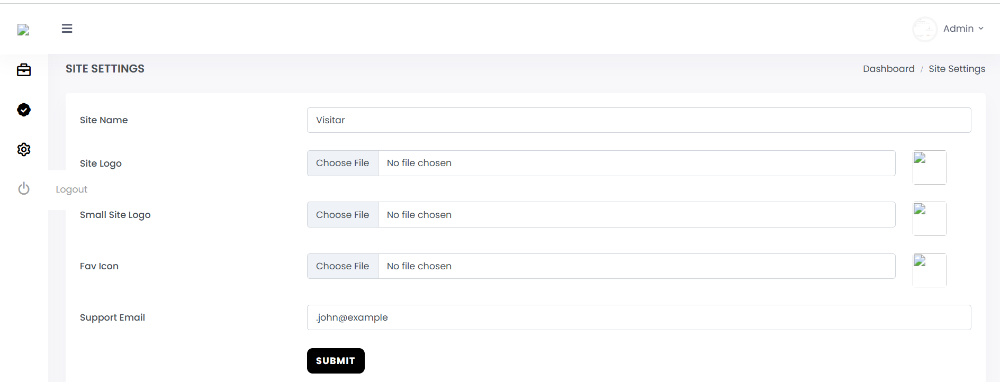 Admin
SITE SETTINGS
Dashboard / Site Settings
Site Name
Visitar
Site Logo
Choose File No file chosen
Logout
Small Site Logo
Choose File No file chosen
Fav Icon
Choose File No file chosen
Support Email
.john@example
SUBMIT